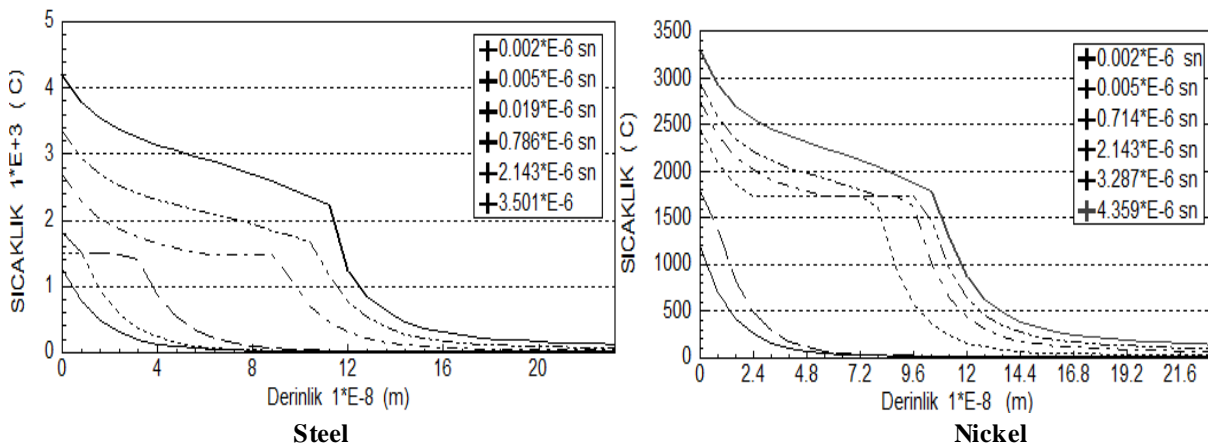 5
4
3
2
1
0
SICAKLIK 1*E+3 ( C)
0.002*E-6 sn
0.005*E-6 sn
0.019*E-6 sn
0.786*E-6 sn
2.143*E-6 sn
3.501*E-6
0 4 8 12 16 20
Derinlik 1*E-8 (m)
Steel
3500
3000
2500
2000
1500
1000
500
0
SICAKLIK ( C)
0.002*E-6 sn
0.005*E-6 sn
0.714*E-6 sn
2.143*E-6 sn
3.287*E-6 sn
4.359*E-6 sn
0 2.4 4.8 7.2 9.6 12 14.4 16.8 19.2 21.6
Derinlik 1*E-8 (m)
Nickel